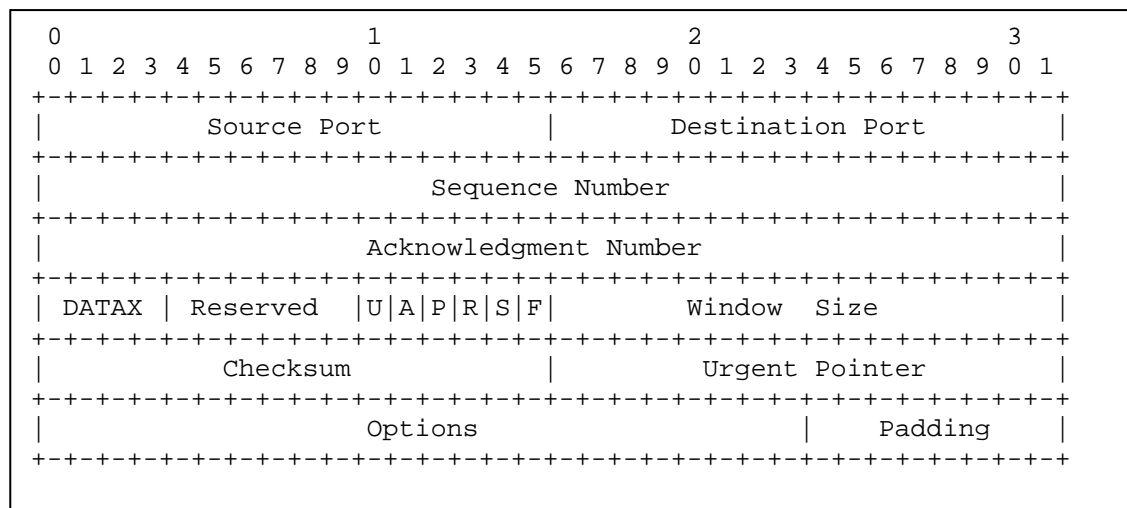 0                   1                   2                   3
 0 1 2 3 4 5 6 7 8 9 0 1 2 3 4 5 6 7 8 9 0 1 2 3 4 5 6 7 8 9 0 1
+-+-+-+-+-+-+-+-+-+-+-+-+-+-+-+-+-+-+-+-+-+-+-+-+-+-+-+-+-+-+-+-+
|          Source Port          |       Destination Port        |
+-+-+-+-+-+-+-+-+-+-+-+-+-+-+-+-+-+-+-+-+-+-+-+-+-+-+-+-+-+-+-+-+
|                        Sequence Number                        |
+-+-+-+-+-+-+-+-+-+-+-+-+-+-+-+-+-+-+-+-+-+-+-+-+-+-+-+-+-+-+-+-+
|                    Acknowledgment Number                      |
+-+-+-+-+-+-+-+-+-+-+-+-+-+-+-+-+-+-+-+-+-+-+-+-+-+-+-+-+-+-+-+-+
| DATAX | Reserved  |U|A|P|R|S|F|        Window  Size           |
+-+-+-+-+-+-+-+-+-+-+-+-+-+-+-+-+-+-+-+-+-+-+-+-+-+-+-+-+-+-+-+-+
|           Checksum            |         Urgent Pointer        |
+-+-+-+-+-+-+-+-+-+-+-+-+-+-+-+-+-+-+-+-+-+-+-+-+-+-+-+-+-+-+-+-+
|                    Options                    |    Padding    |
+-+-+-+-+-+-+-+-+-+-+-+-+-+-+-+-+-+-+-+-+-+-+-+-+-+-+-+-+-+-+-+-+